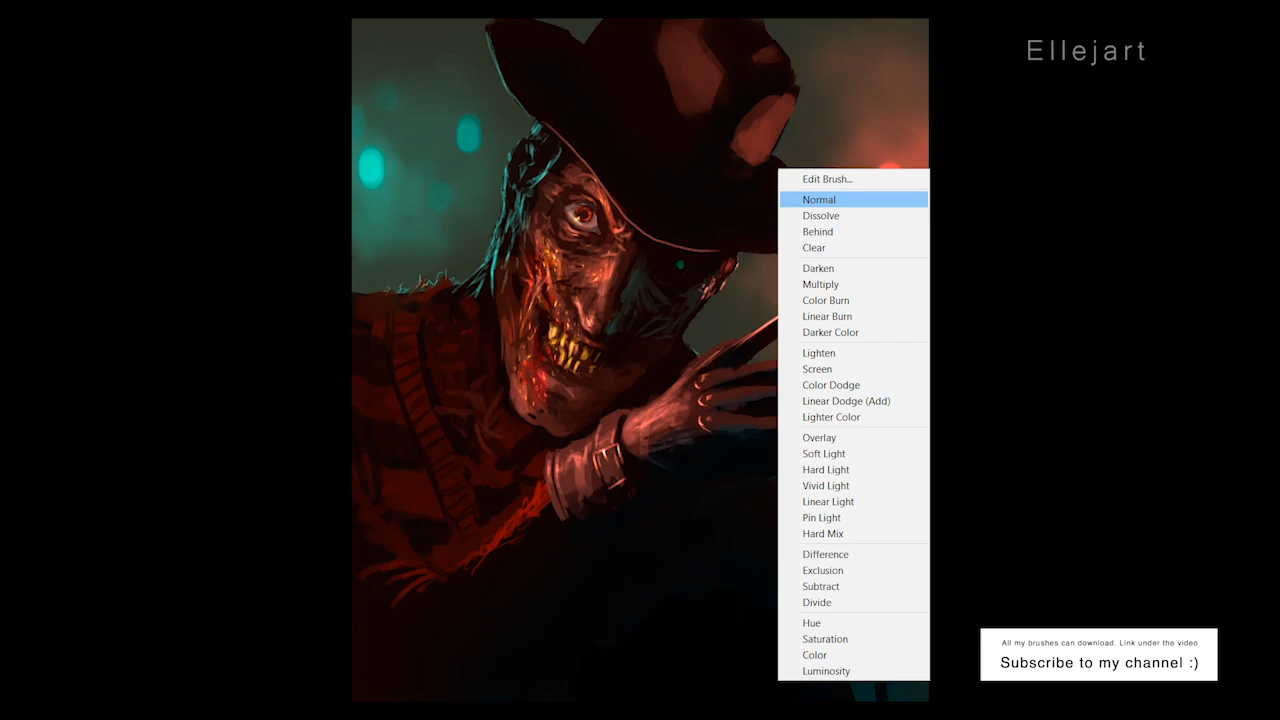 Ellejart
Edit Brush...
Normal
Dissolve
Behind
Clear
Darken
Multiply
Color Burn
Linear Burn
Darker Color
Lighten
Screen
Color Dodge
Linear Dodge (Add)
Lighter Color
Overlay
Soft Light
Hard Light
Vivid Light
Linear Light
Pin Light
Hard Mix
Difference
Exclusion
Subtract
Divide
Hue
Saturation
Color
Luminosity
All my brushes can download. Link under the video
Subscribe to my channel :)